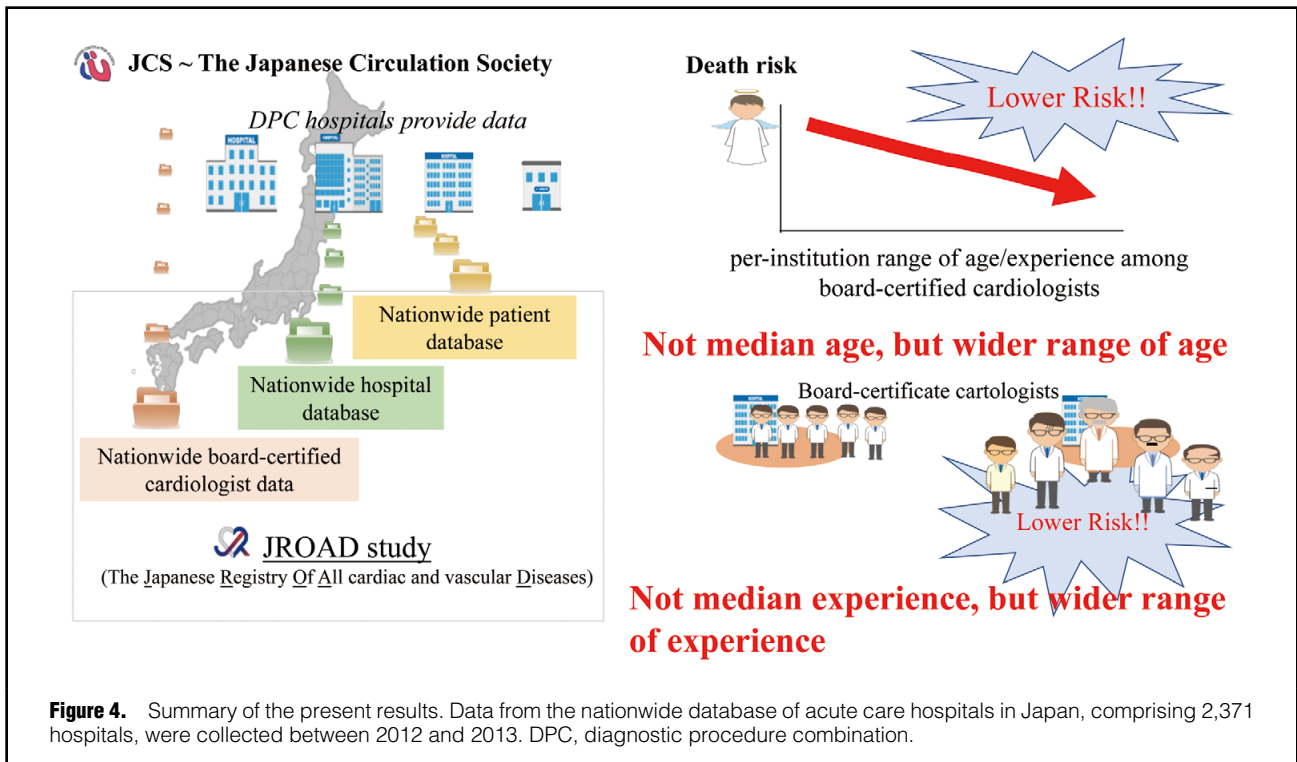 JCS ~ The Japanese Circulation Society
DPC hospitals provide data
HOSPITAL
HOSPITAL
HOSPITAL
Nationwide patient
database
Nationwide hospital
database
Nationwide board-certified
cardiologist data
JROAD study
(The Japanese Registry Of All cardiac and vascular Diseases)
Death risk
Lower Risk!!
per-institution range of age/experience among
board-certified cardiologists
Not median age, but wider range of age
Board-certificate cartologists
HOSPITAL
HOSPITAL
Lower Risk!!
Not median experience, but wider range
of experience
Figure 4. Summary of the present results. Data from the nationwide database of acute care hospitals in Japan, comprising 2,371
hospitals, were collected between 2012 and 2013. DPC, diagnostic procedure combination.